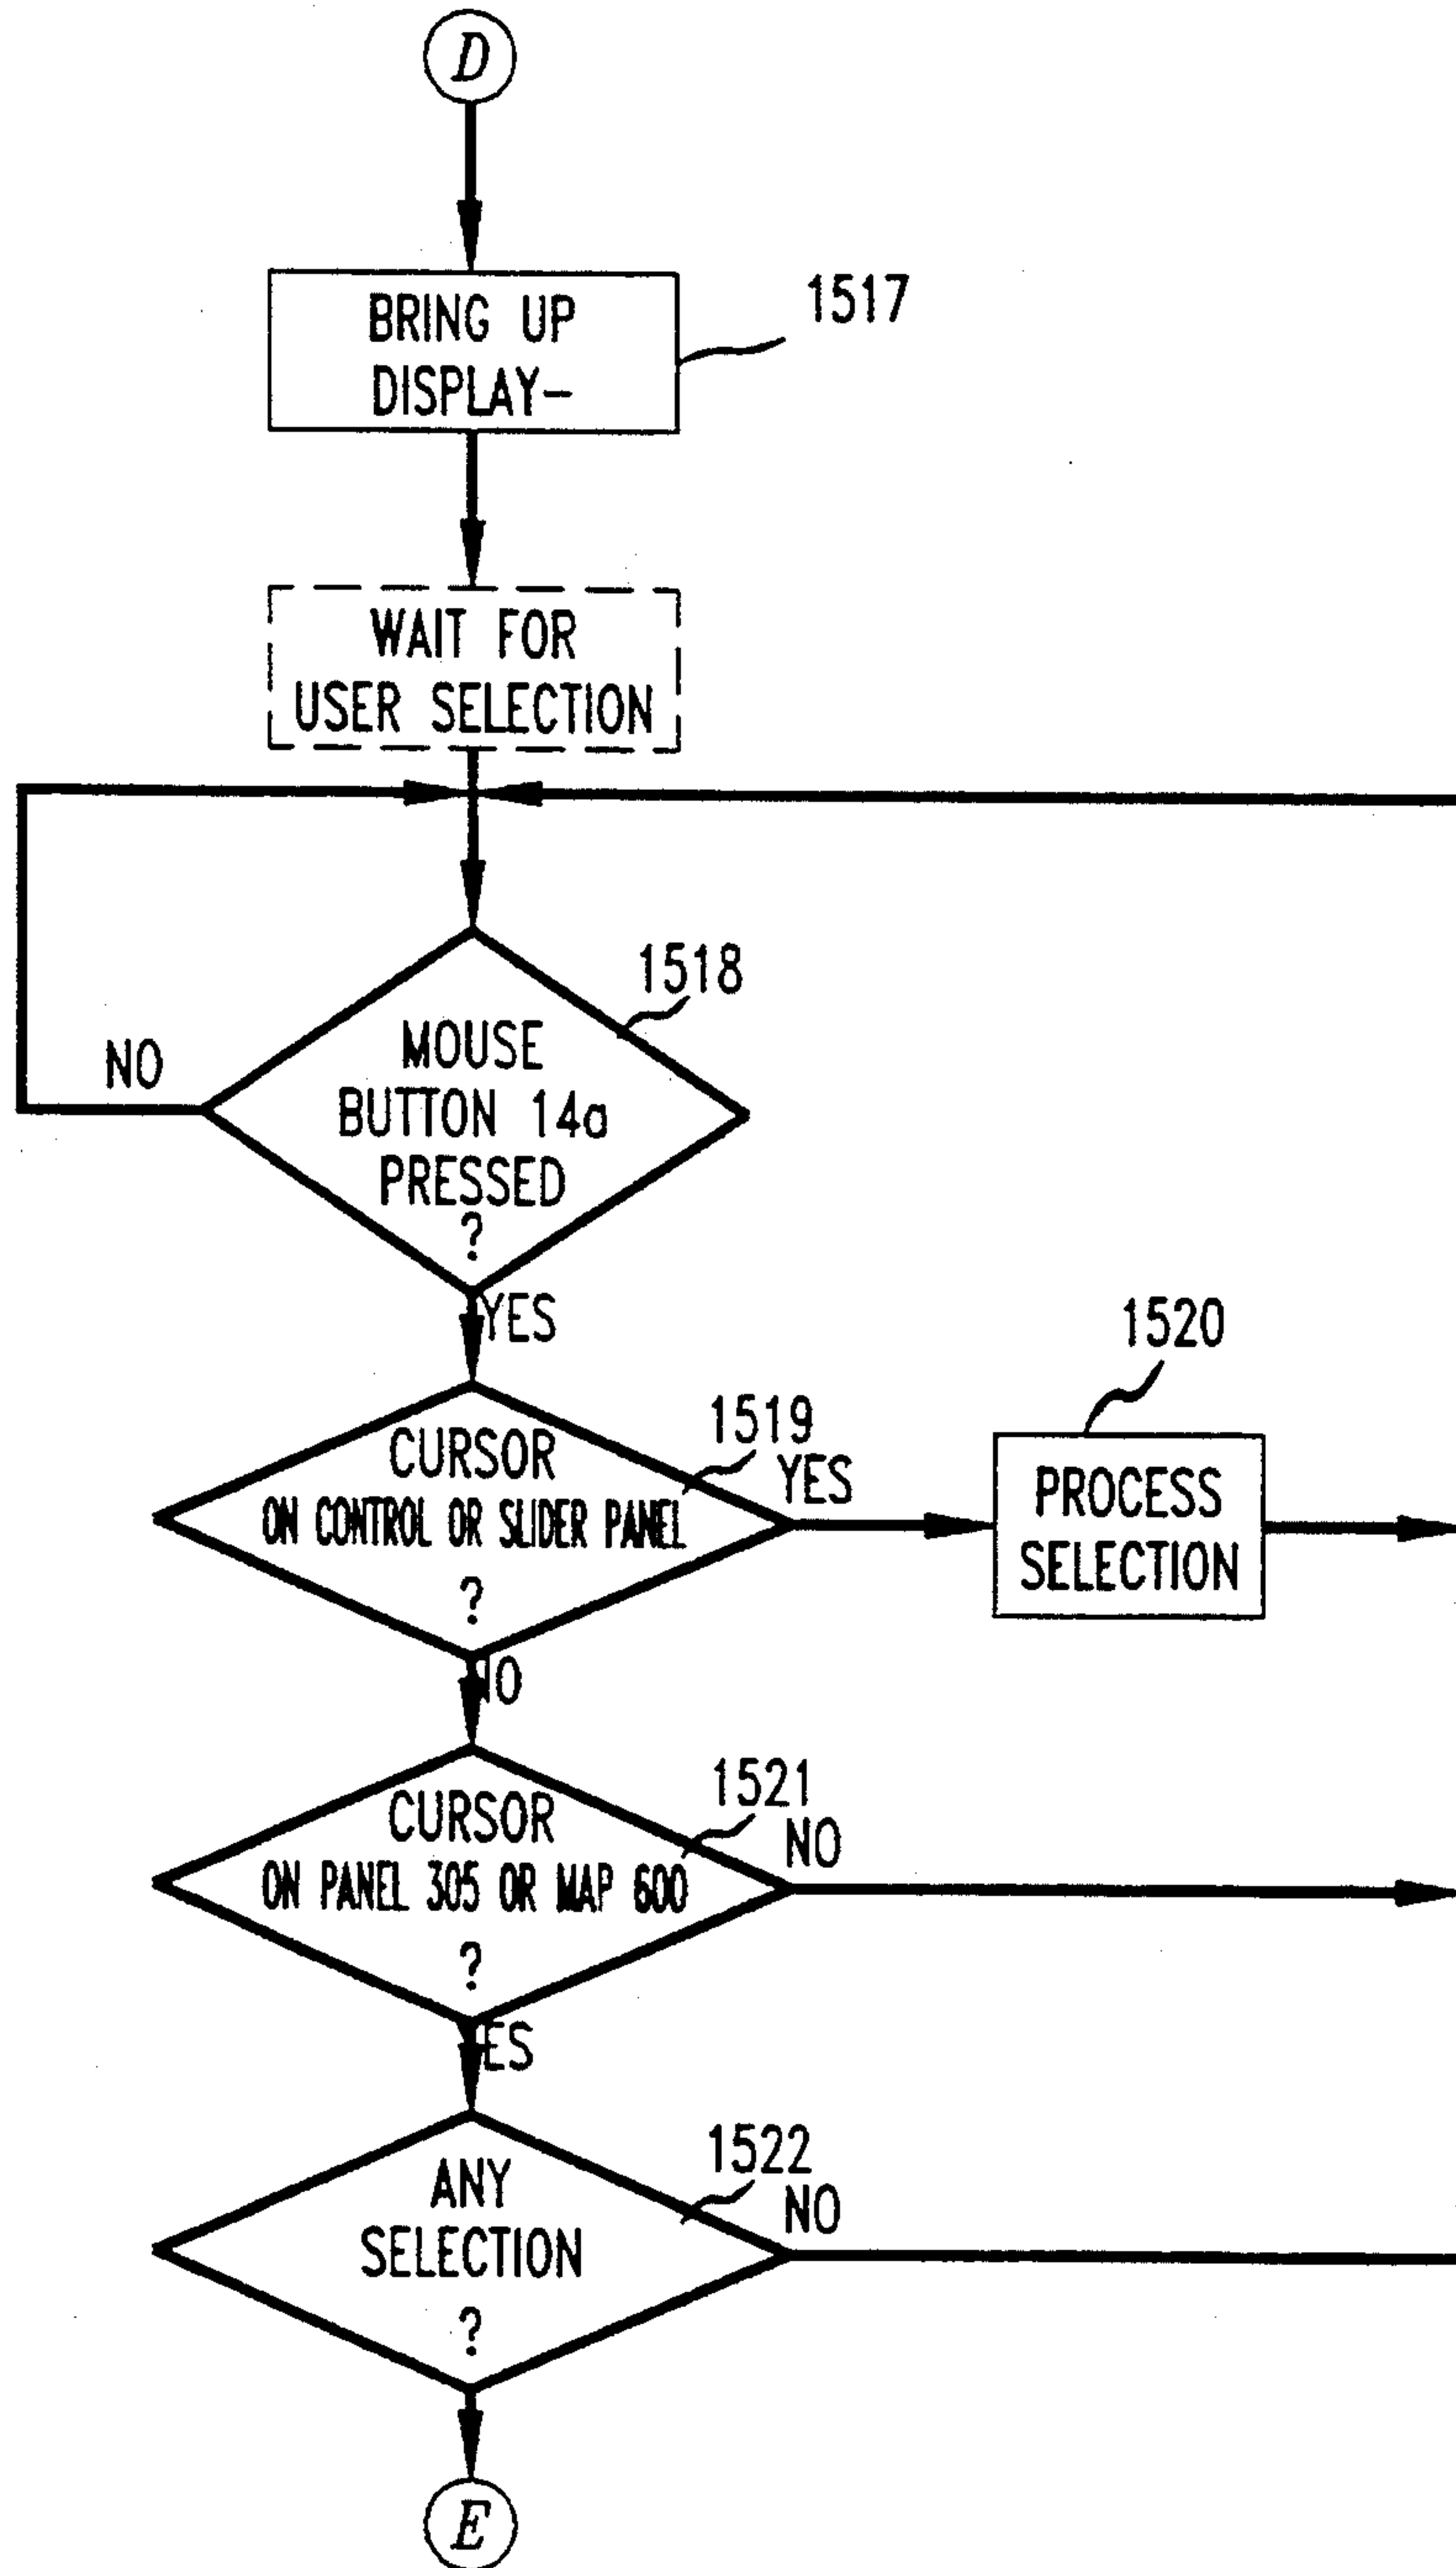 D
BRING UP
DISPLAY-
1517
WAIT FOR
USER SELECTION
1518
MOUSE
BUTTON 14a
PRESSED
?
NO
YES
1519
CURSOR
ON CONTROL OR SLIDER PANEL
?
YES
1520
PROCESS
SELECTION
NO
1521
CURSOR
ON PANEL 305 OR MAP 600
?
NO
YES
1522
ANY
SELECTION
?
NO
E